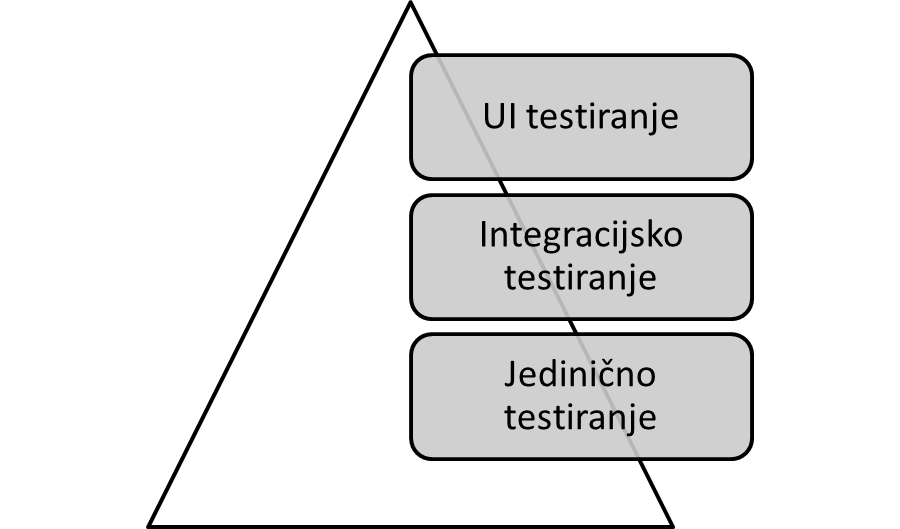 UI testiranje
Integracijsko
testiranje
Jedinično
testiranje